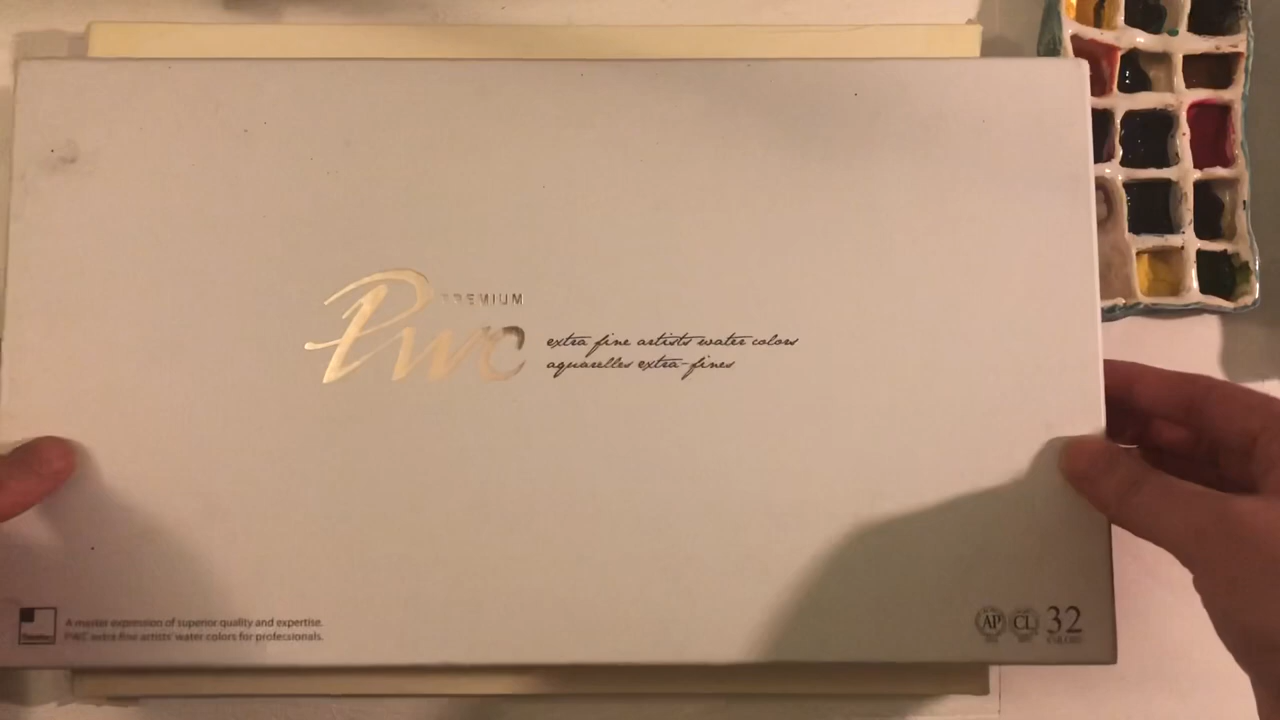 PREMIUM
PWC
extra fine artists water colors
aquarelles extra-fines
A master expression of superior quality and expertise.
PWC extra fine artists' water colors for professionals.
AP CL 32